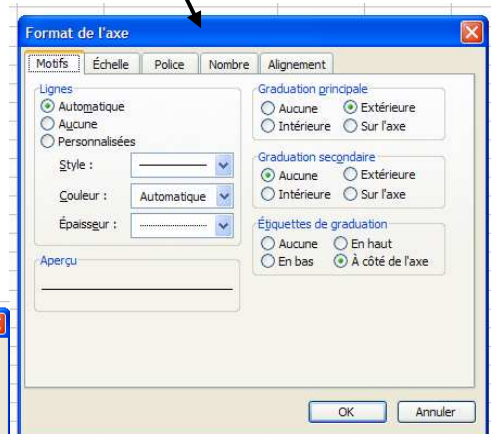 Format de l'axe
Motifs Échelle Police Nombre Alignement
Lignes
Automatique
Aucune
Personnalisées
Style :
Couleur : Automatique
Épaisseur :
Aperçu
Graduation principale
Aucune Extérieure
Intérieure Sur l'axe
Graduation secondaire
Aucune Extérieure
Intérieure Sur l'axe
Étiquettes de graduation
Aucune En haut
En bas À côté de l'axe
OK Annuler